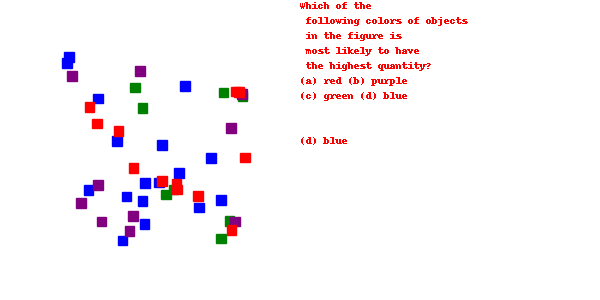 Which of the
following colors of objects
in the figure is
most likely to have
the highest quantity?
(a) red (b) purple
(c) green (d) blue
(d) blue